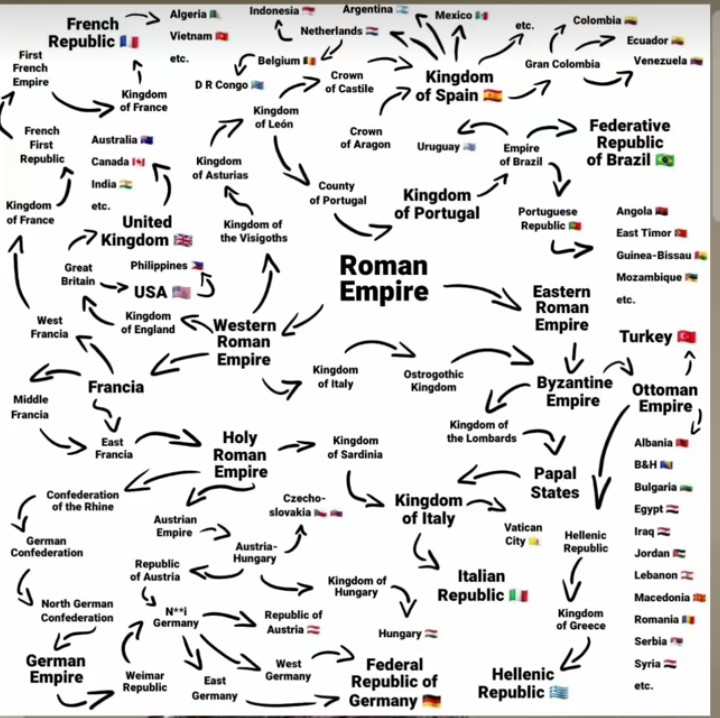 French
Republic
First
French
Empire
Kingdom
of France
French
First
Republic
Kingdom
of France
Algeria
Vietnam
etc.
Indonesia
Netherlands
Belgium
D R Congo
Argentina
Mexico
etc.
Crown
of Castile
Kingdom
of Spain
Crown
of Aragon
Gran Colombia
Colombia
Ecuador
Venezuela
Kingdom
of León
Kingdom
of Asturias
Kingdom of
the Visigoths
County
of Portugal
Kingdom
of Portugal
Uruguay
Empire
of Brazil
Federative
Republic
of Brazil
Portuguese
Republic
Angola
East Timor
Guinea-Bissau
Mozambique
etc.
Australia
Canada
India
etc.
United
Kingdom
Great
Britain
Philippines
USA
Kingdom
of England
West
Francia
Roman
Empire
Western
Roman
Empire
Eastern
Roman
Empire
Francia
Middle
Francia
East
Francia
Kingdom
of Italy
Ostrogothic
Kingdom
Byzantine
Empire
Turkey
Ottoman
Empire
Kingdom of
the Lombards
Papal
States
Holy
Roman
Empire
Kingdom
of Sardinia
Kingdom
of Italy
Vatican
City
Italian
Republic
Confederation
of the Rhine
German
Confederation
North German
Confederation
German
Empire
Weimar
Republic
Austrian
Empire
Austria-
Hungary
Czecho-
slovakia
Republic
of Austria
N**i
Germany
Republic of
Austria
Kingdom of
Hungary
Hungary
East
Germany
West
Germany
Federal
Republic of
Germany
Hellenic
Republic
Kingdom
of Greece
Hellenic
Republic
Albania
B&H
Bulgaria
Egypt
Iraq
Jordan
Lebanon
Macedonia
Romania
Serbia
Syria
etc.